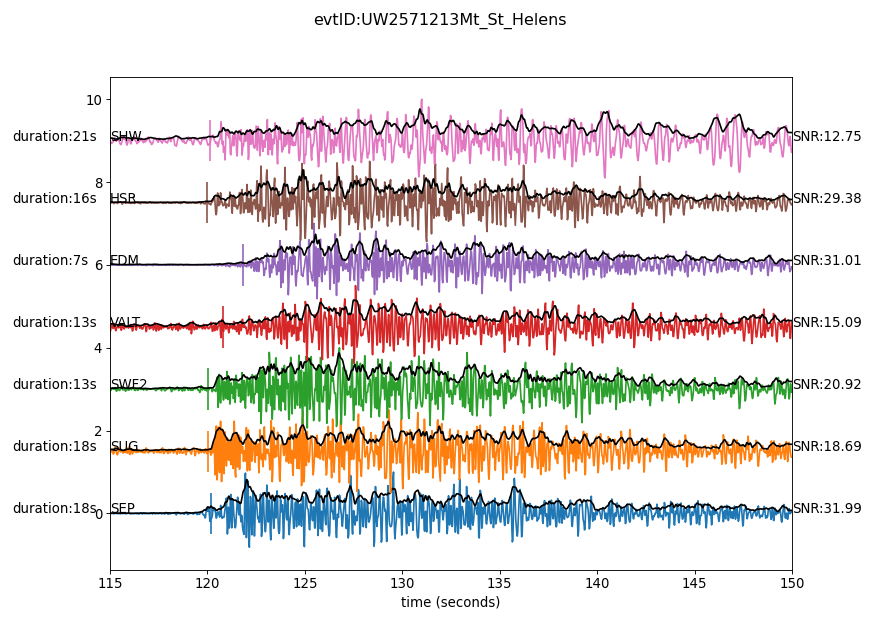 evtID:UW2571213Mt_St_Helens
10
duration:21s SHW SNR:12.75
8
duration:16s HSR SNR:29.38
duration:7s EDM SNR:31.01
6
duration:13s VALT SNR:15.09
4
duration:13s SWF2 SNR:20.92
2
duration:18s SUG SNR:18.69
duration:18s SEP SNR:31.99
0
115 120 125 130 135 140 145 150
time (seconds)